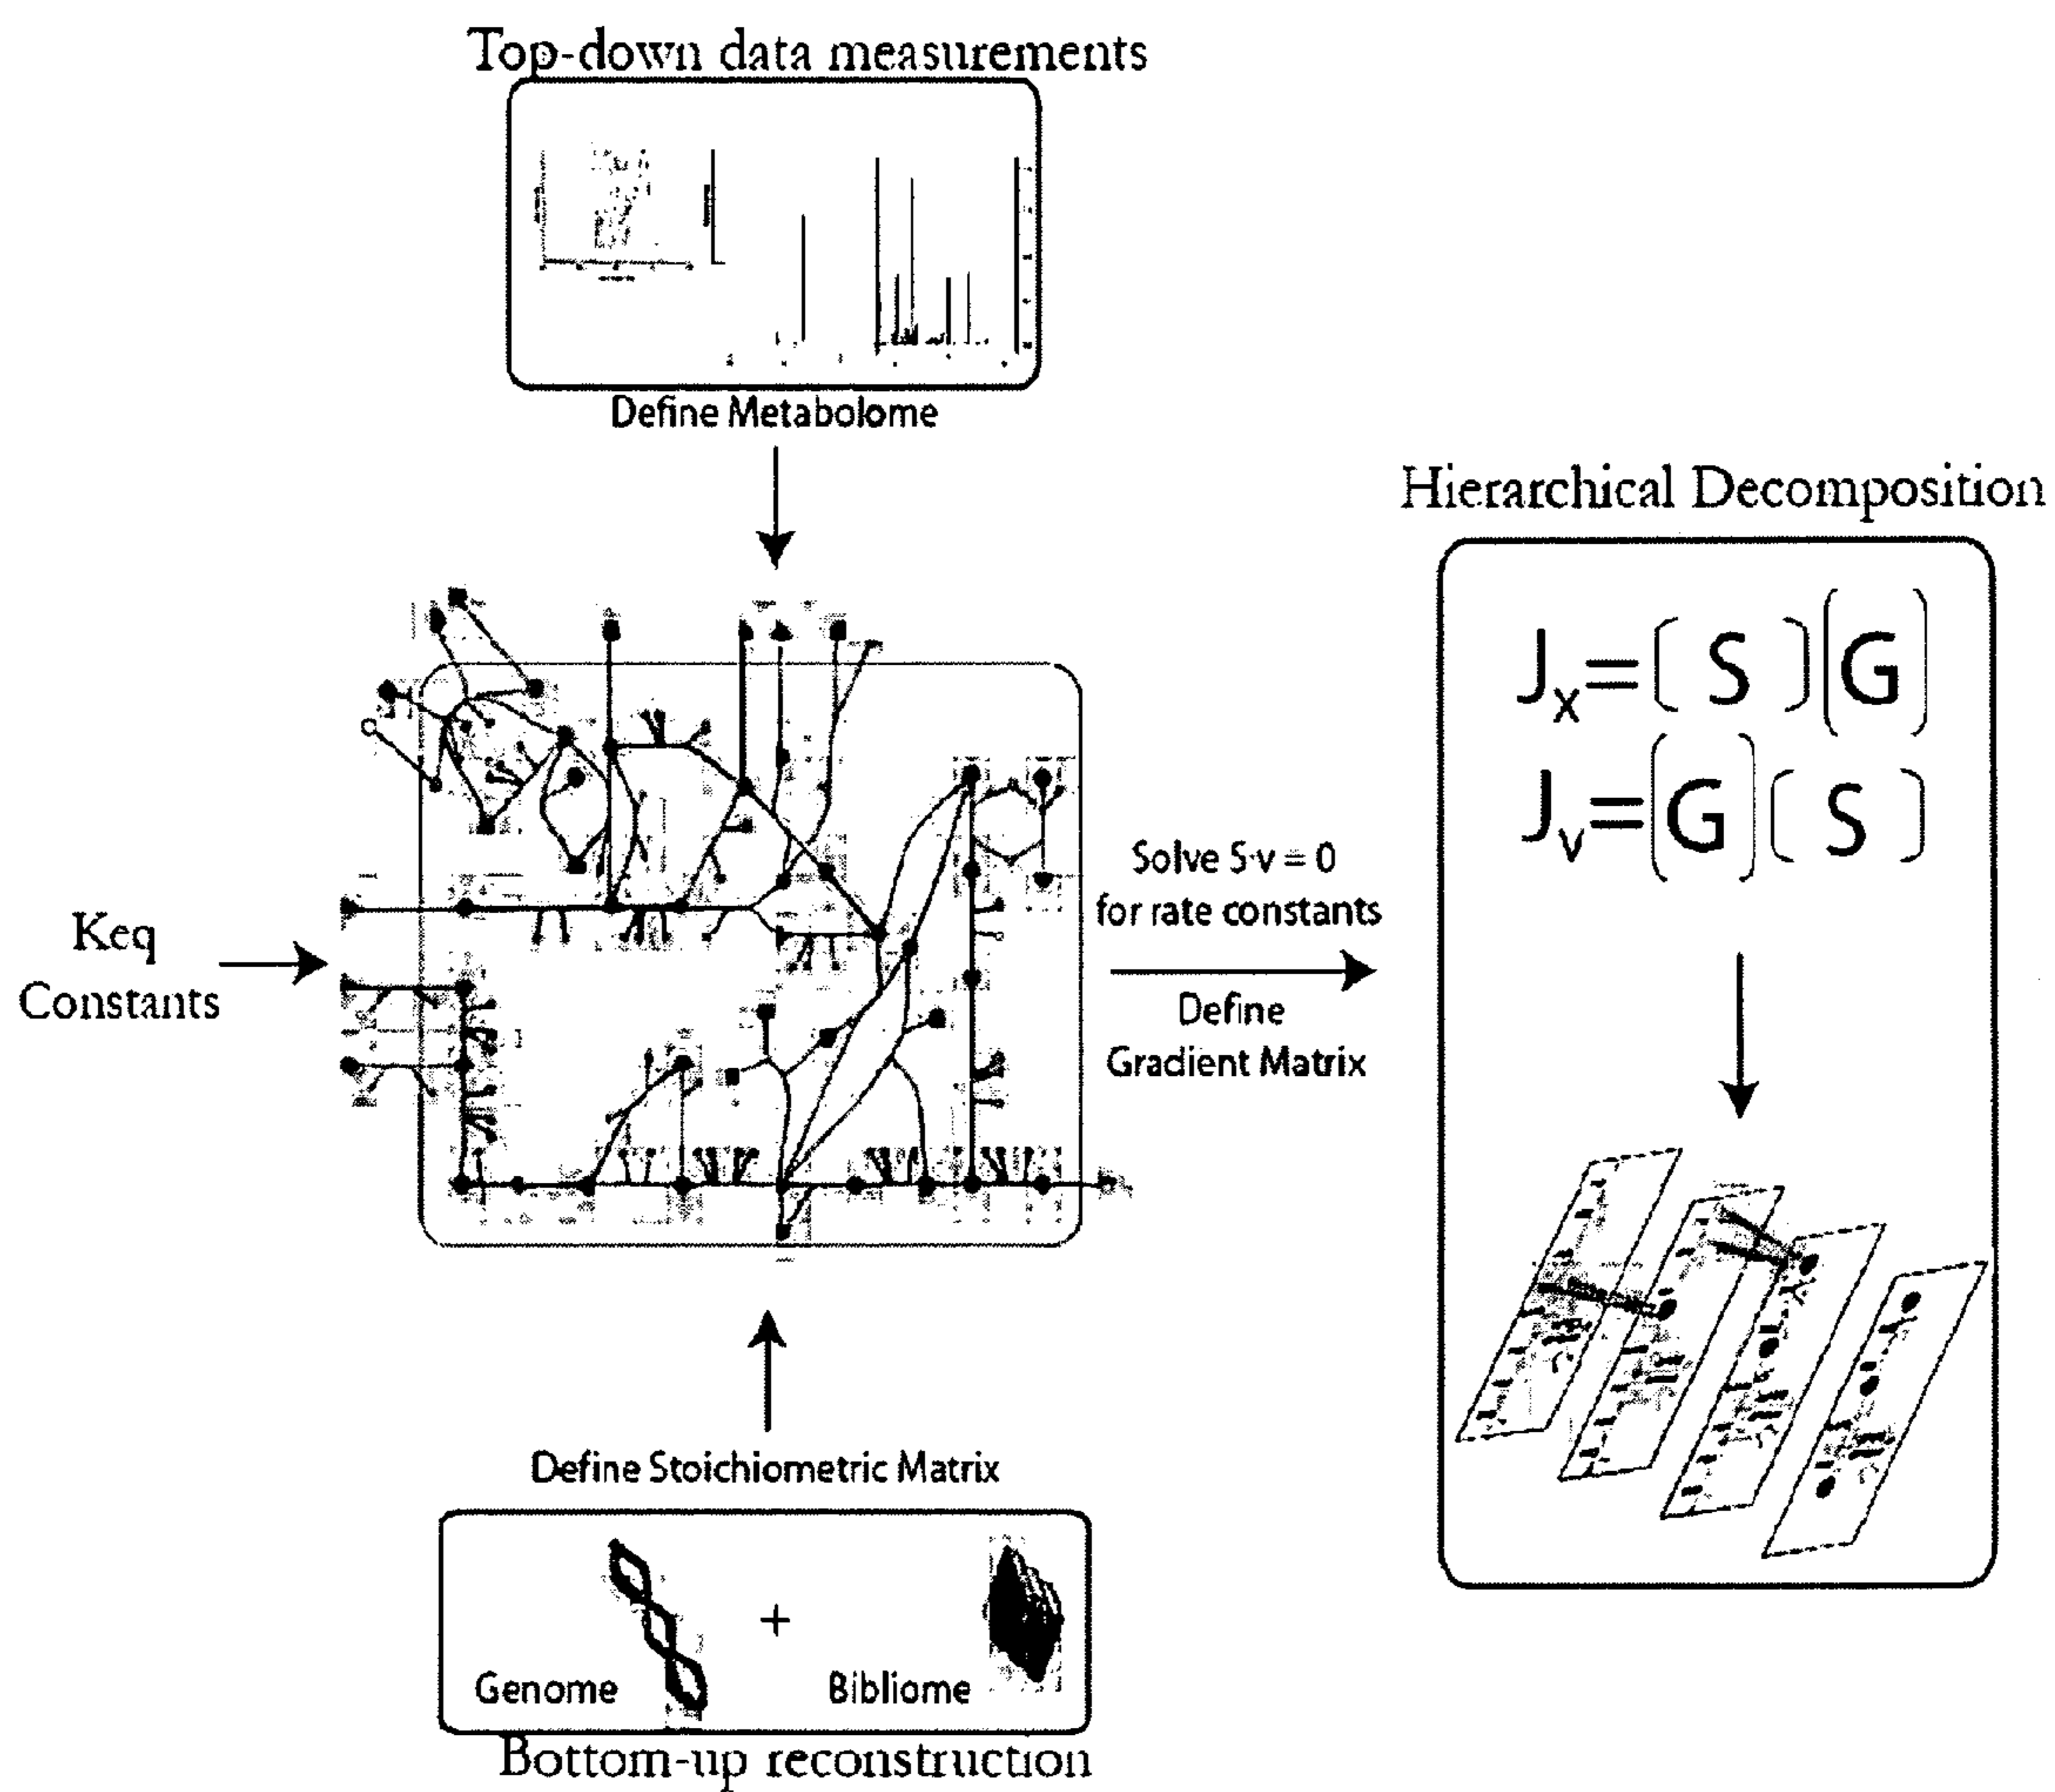 Top-down data measurements
Define Metabolome
Hierarchical Decomposition
Jx=( S )(G)
Jv=(G)( S )
Keq
Constants
Solve S·v = 0
for rate constants
Define
Gradient Matrix
Define Stoichiometric Matrix
Genome + Bibliome
Bottom-up reconstruction